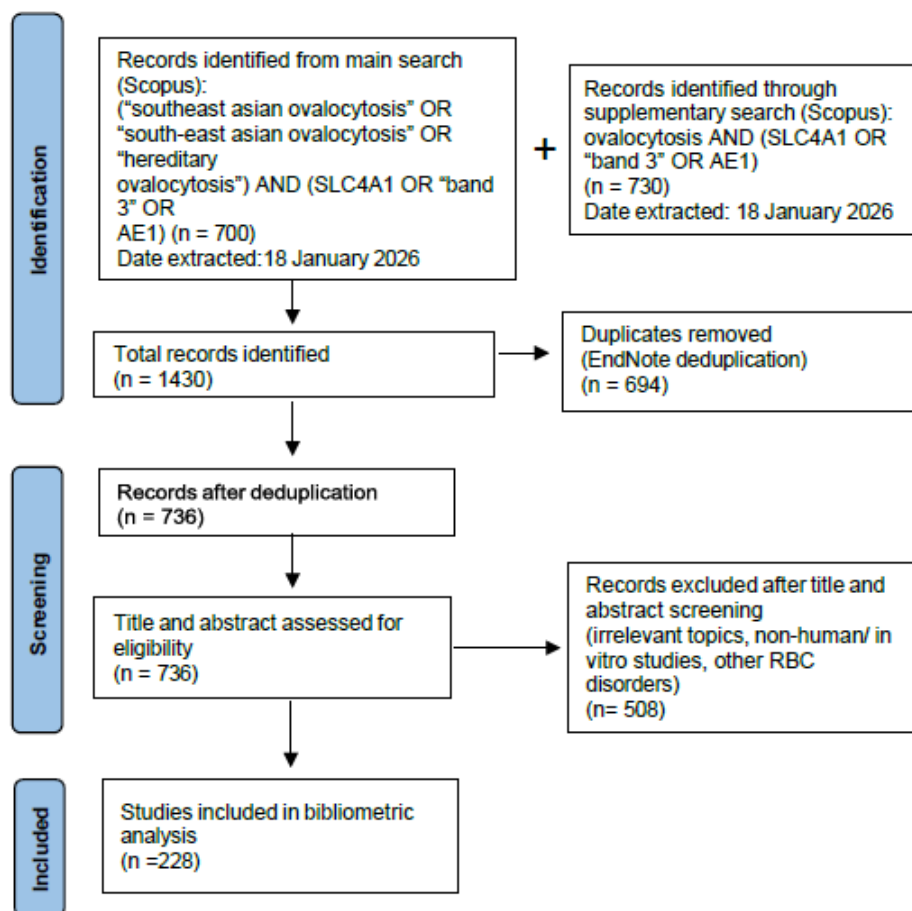 Identification
Records identified from main search
(Scopus):
(“southeast asian ovalocytosis” OR
“south-east asian ovalocytosis” OR
“hereditary
ovalocytosis”) AND (SLC4A1 OR “band
3” OR
AE1) (n = 700)
Date extracted:18 January 2026
+
Records identified through
supplementary search (Scopus):
ovalocytosis AND (SLC4A1 OR
“band 3” OR AE1)
(n = 730)
Date extracted: 18 January 2026
Total records identified
(n = 1430)
Duplicates removed
(EndNote deduplication)
(n = 694)
Screening
Records after deduplication
(n = 736)
Title and abstract assessed for
eligibility
(n = 736)
Records excluded after title and
abstract screening
(irrelevant topics, non-human/ in
vitro studies, other RBC
disorders)
(n= 508)
Included
Studies included in bibliometric
analysis
(n =228)